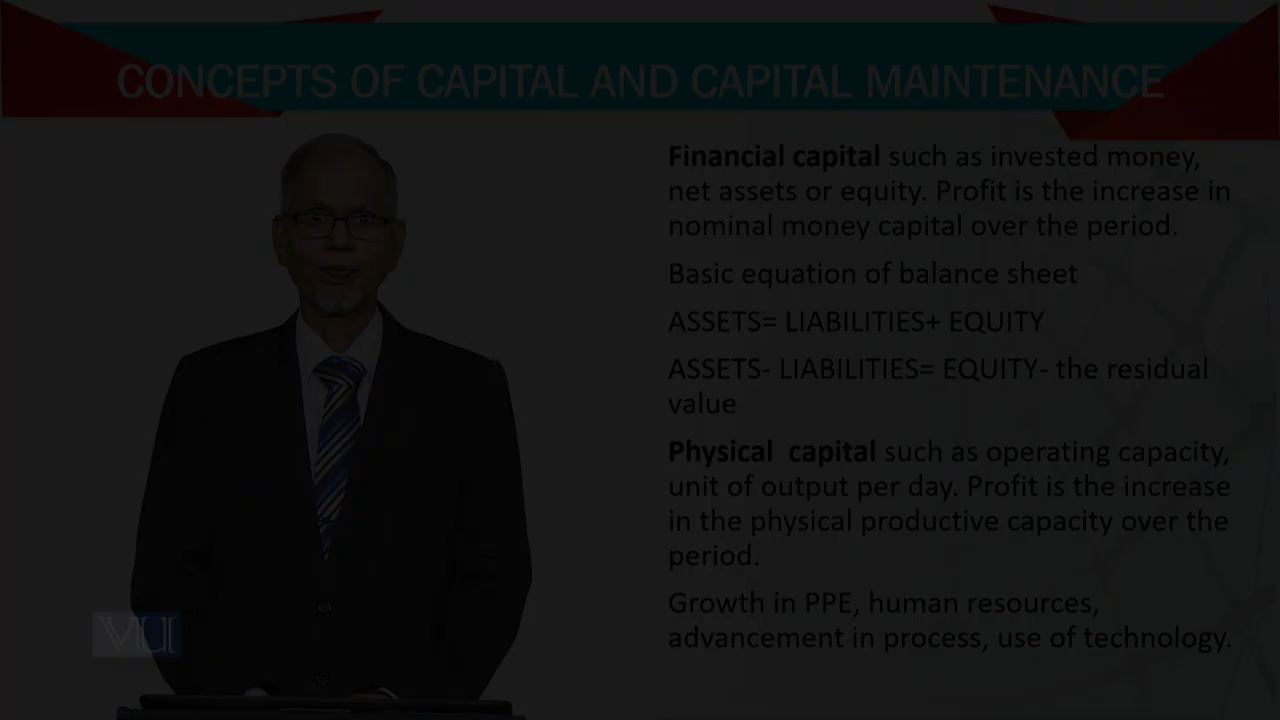 CONCEPTS OF CAPITAL AND CAPITAL MAINTENANCE
Financial capital such as invested money,
net assets or equity. Profit is the increase in
nominal money capital over the period.
Basic equation of balance sheet
ASSETS= LIABILITIES+ EQUITY
ASSETS- LIABILITIES= EQUITY- the residual
value
Physical  capital such as operating capacity,
unit of output per day. Profit is the increase
in the physical productive capacity over the
period.
Growth in PPE, human resources,
advancement in process, use of technology.
VU